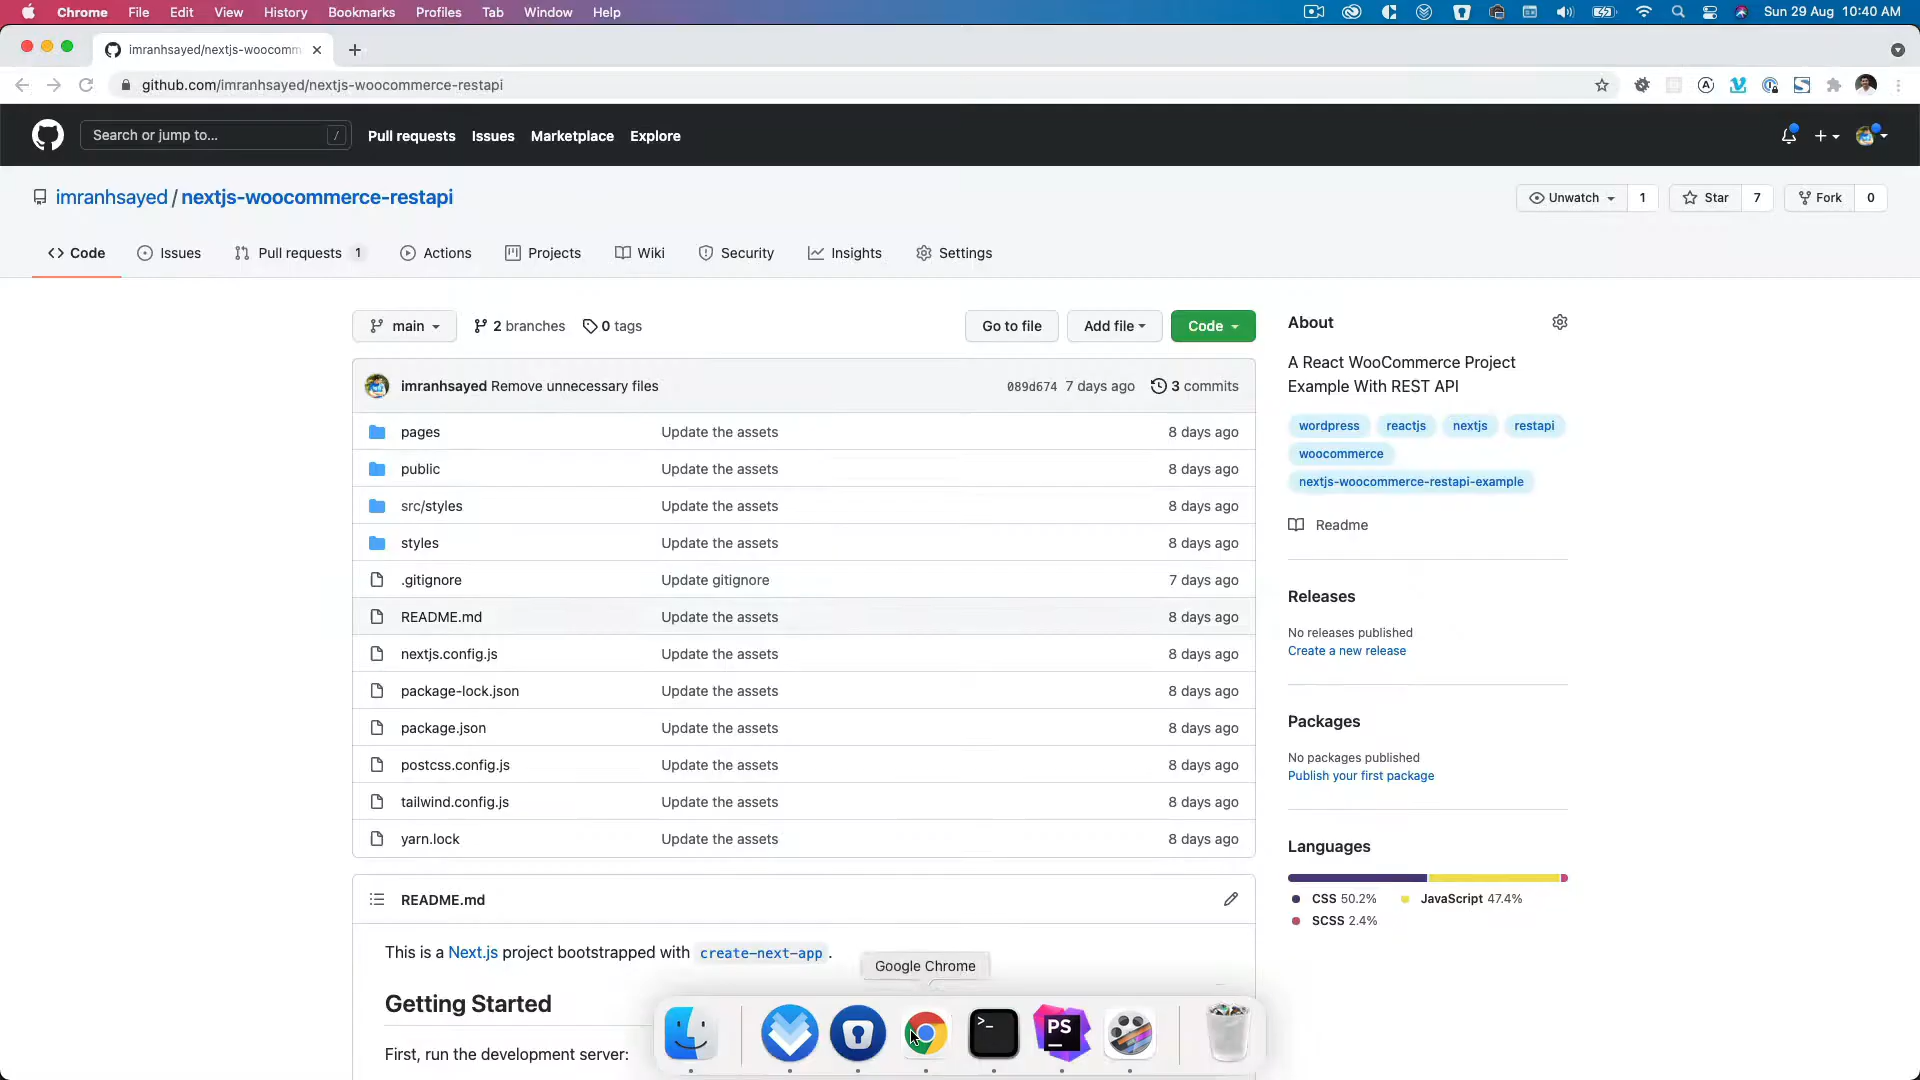 Chrome File Edit View History Bookmarks Profiles Tab Window Help Sun 29 Aug 10:40 AM
imranhsayed/nextjs-woocomm
github.com/imranhsayed/nextjs-woocommerce-restapi
Search or jump to... / Pull requests Issues Marketplace Explore
imranhsayed / nextjs-woocommerce-restapi
Unwatch 1 Star 7 Fork 0
Code Issues Pull requests 1 Actions Projects Wiki Security Insights Settings
main 2 branches 0 tags Go to file Add file Code
imranhsayed Remove unnecessary files 089d674 7 days ago 3 commits
pages Update the assets 8 days ago
public Update the assets 8 days ago
src/styles Update the assets 8 days ago
styles Update the assets 8 days ago
.gitignore Update gitignore 7 days ago
README.md Update the assets 8 days ago
nextjs.config.js Update the assets 8 days ago
package-lock.json Update the assets 8 days ago
package.json Update the assets 8 days ago
postcss.config.js Update the assets 8 days ago
tailwind.config.js Update the assets 8 days ago
yarn.lock Update the assets 8 days ago
README.md
This is a Next.js project bootstrapped with create-next-app.
Getting Started
First, run the development server:
About
A React WooCommerce Project
Example With REST API
wordpress reactjs nextjs restapi
woocommerce
nextjs-woocommerce-restapi-example
Readme
Releases
No releases published
Create a new release
Packages
No packages published
Publish your first package
Languages
CSS 50.2% JavaScript 47.4%
SCSS 2.4%
Google Chrome
>_
PS